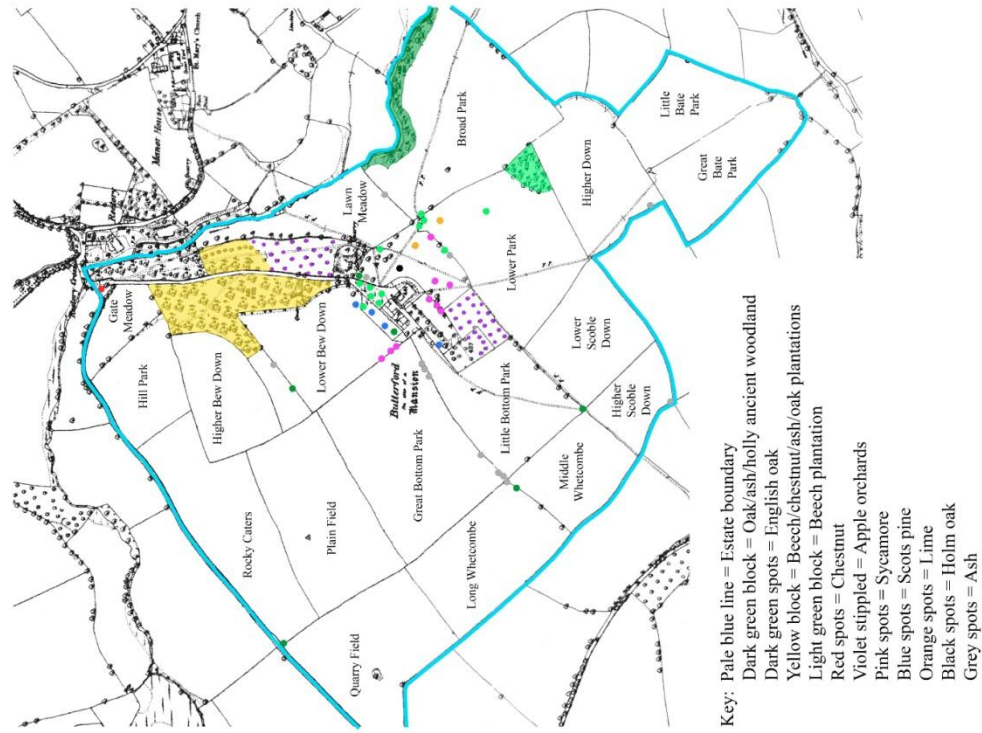 Manor House
St. Mary's Church
Lawn
Meadow
Broad Park
Little
Bate
Park
Great
Bate
Park
Higher Down
Lower Park
Gate
Meadow
Hill Park
Higher Bew Down
Lower Bew Down
Butterford
MANSION
Lower
Scoble
Down
Higher
Scoble
Down
Little Bottom Park
Middle
Whetcombe
Great Bottom Park
Plain Field
Rocky Caters
Long Whetcombe
Quarry Field
Key: Pale blue line = Estate boundary
Dark green block = Oak/ash/holly ancient woodland
Dark green spots = English oak
Yellow block = Beech/chestnut/ash/oak plantations
Light green block = Beech plantation
Red spots = Chestnut
Violet stippled = Apple orchards
Pink spots = Sycamore
Blue spots = Scots pine
Orange spots = Lime
Black spots = Holm oak
Grey spots = Ash